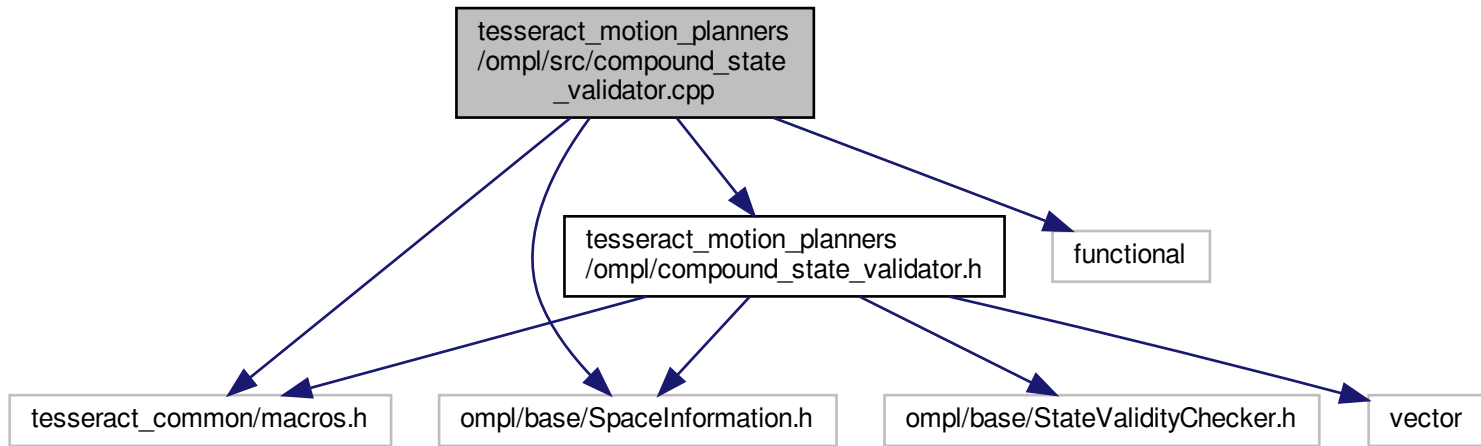 tesseract_motion_planners
/ompl/src/compound_state
_validator.cpp
tesseract_motion_planners
/ompl/compound_state_validator.h
functional
tesseract_common/macros.h
ompl/base/SpaceInformation.h
ompl/base/StateValidityChecker.h
vector